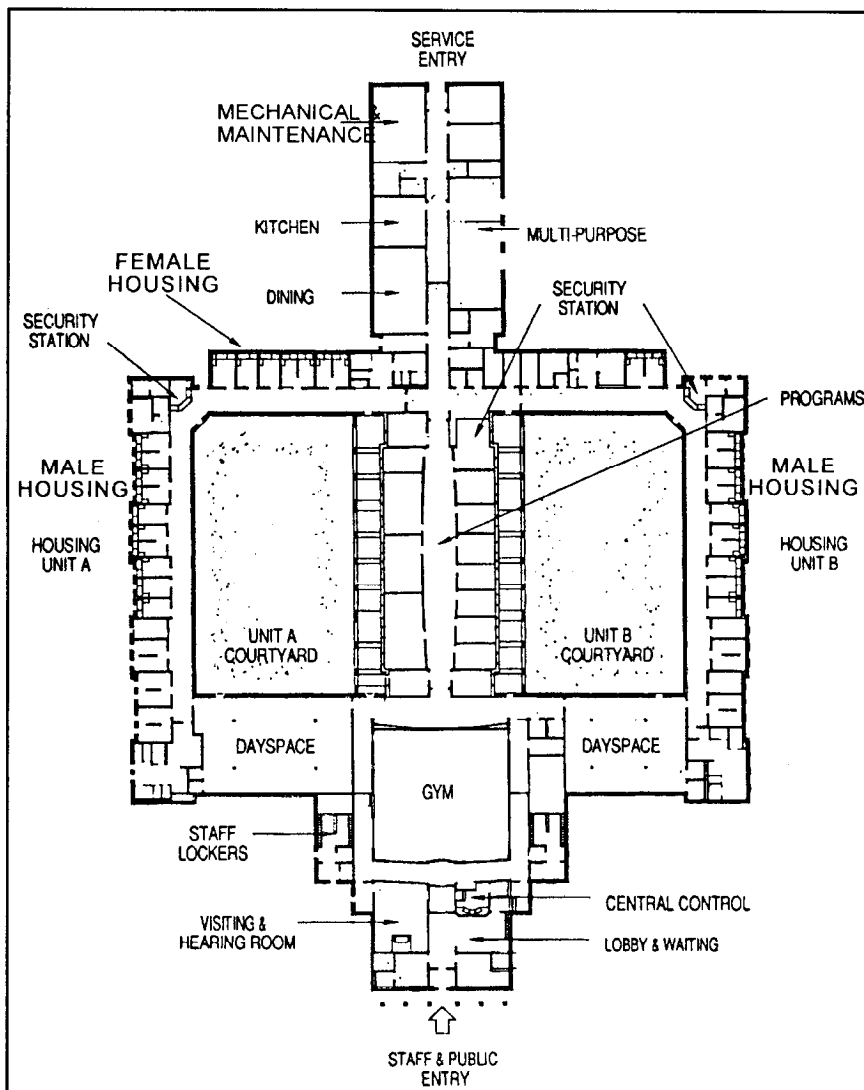 SERVICE
ENTRY
MECHANICAL &
MAINTENANCE
KITCHEN
MULTI-PURPOSE
FEMALE
HOUSING
DINING
SECURITY
STATION
SECURITY
STATION
PROGRAMS
MALE
HOUSING
MALE
HOUSING
HOUSING
UNIT A
HOUSING
UNIT B
UNIT A
COURTYARD
UNIT B
COURTYARD
DAYSPACE
DAYSPACE
GYM
STAFF
LOCKERS
CENTRAL CONTROL
VISITING &
HEARING ROOM
LOBBY & WAITING
STAFF & PUBLIC
ENTRY